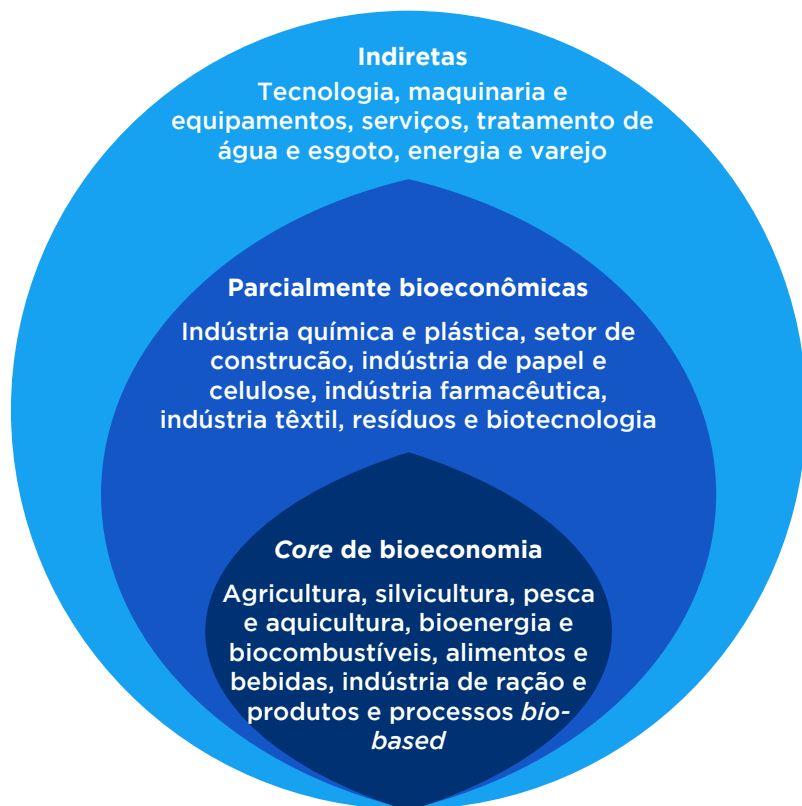 Indiretas
Tecnologia, maquinaria e
equipamentos, serviços, tratamento de
água e esgoto, energia e varejo
Parcialmente bioeconômicas
Indústria química e plástica, setor de
construcão, indústria de papel e
celulose, indústria farmacêutica,
indústria têxtil, resíduos e biotecnologia
Core de bioeconomia
Agricultura, silvicultura, pesca
e aquicultura, bioenergia e
biocombustíveis, alimentos e
bebidas, indústria de ração e
produtos e processos bio-
based